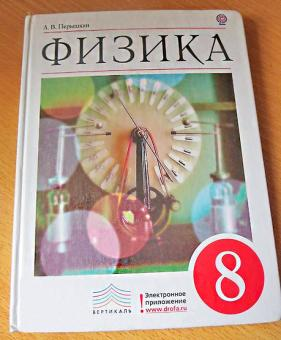 А. В. Перышкин
ФИЗИКА
8
ВЕРТИКАЛЬ
! Электронное
приложение
www.drofa.ru